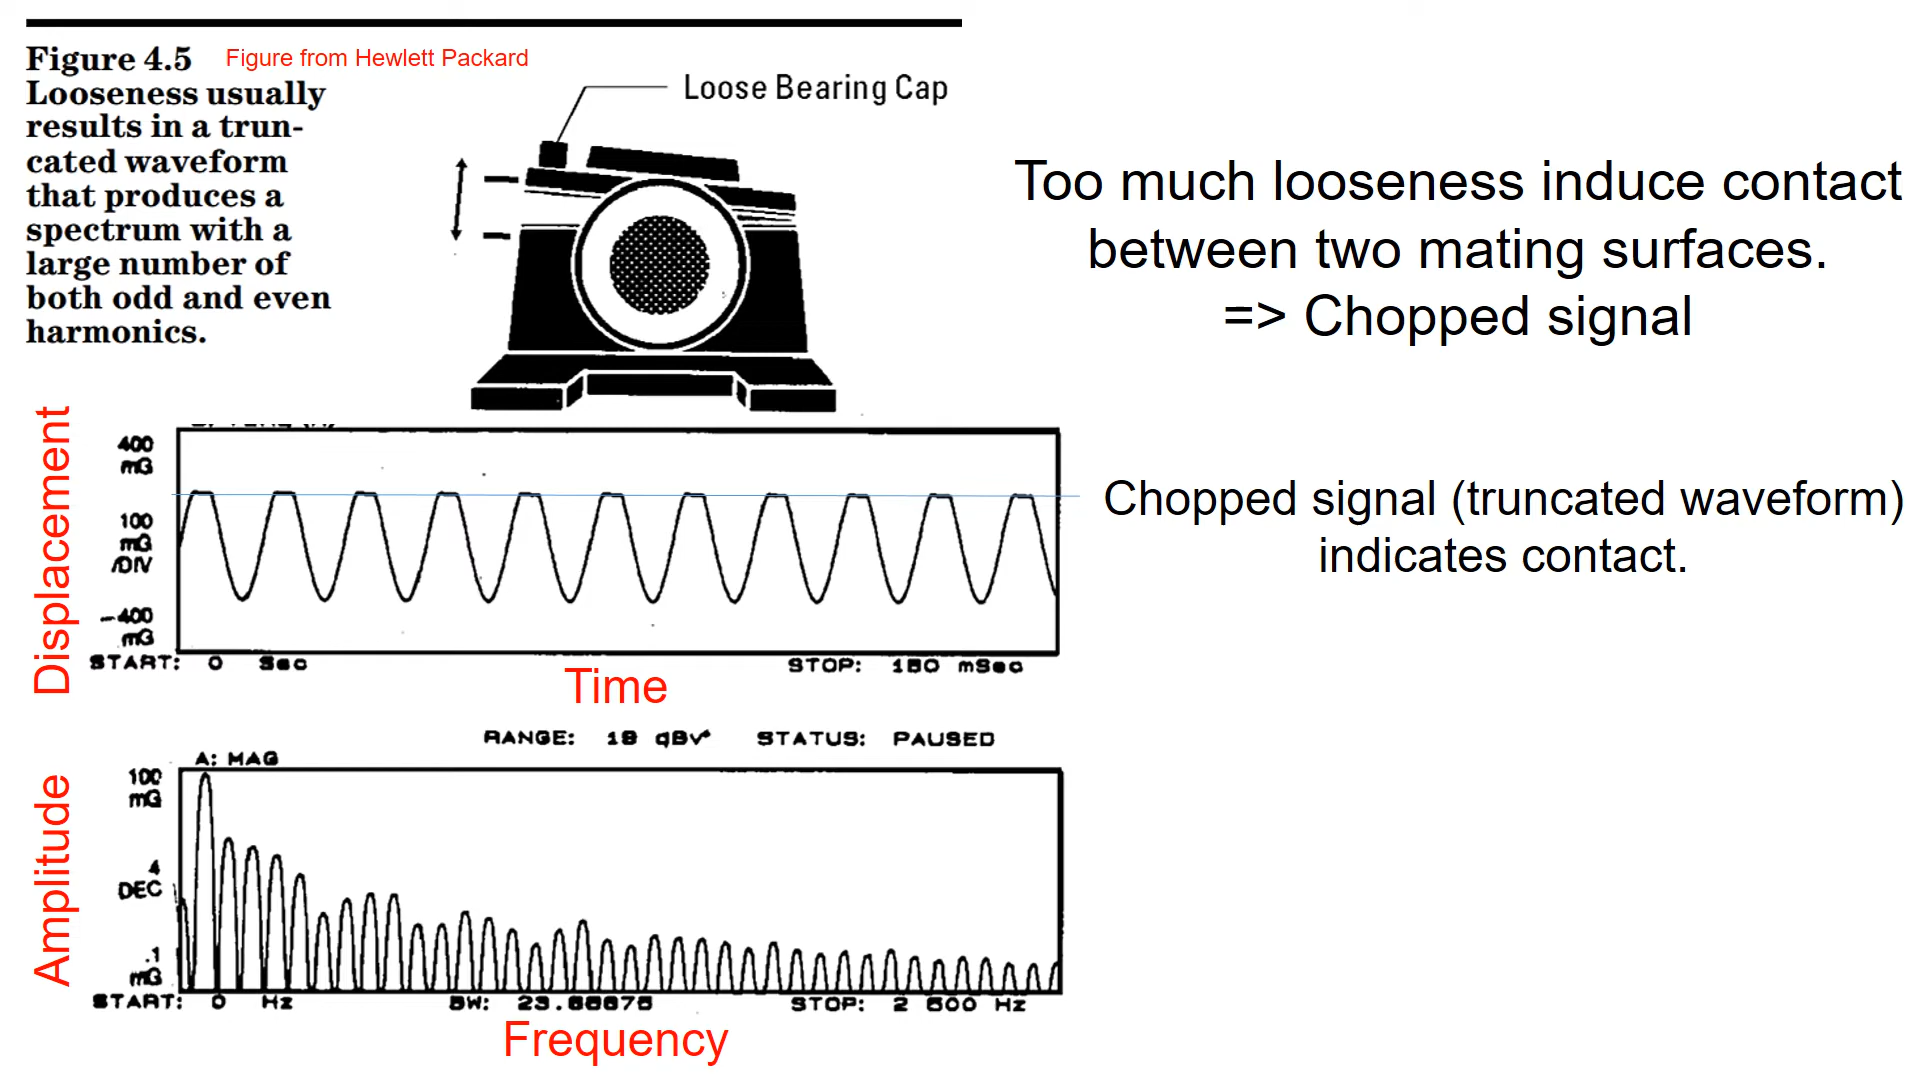 Figure 4.5
Figure from Hewlett Packard
Looseness usually
results in a trun-
cated waveform
that produces a
spectrum with a
large number of
both odd and even
harmonics.
Loose Bearing Cap
Too much looseness induce contact
between two mating surfaces.
=> Chopped signal
Displacement
400
mG
100
mG
/DIV
-400
mG
START: 0 Sec
STOP: 150 mSec
Time
Chopped signal (truncated waveform)
indicates contact.
RANGE: 18
STATUS: PAUSED
A: MAG
Amplitude
100
mG
4
DEC
.1
mG
START: 0 Hz
BW:
STOP: 2 500 Hz
Frequency